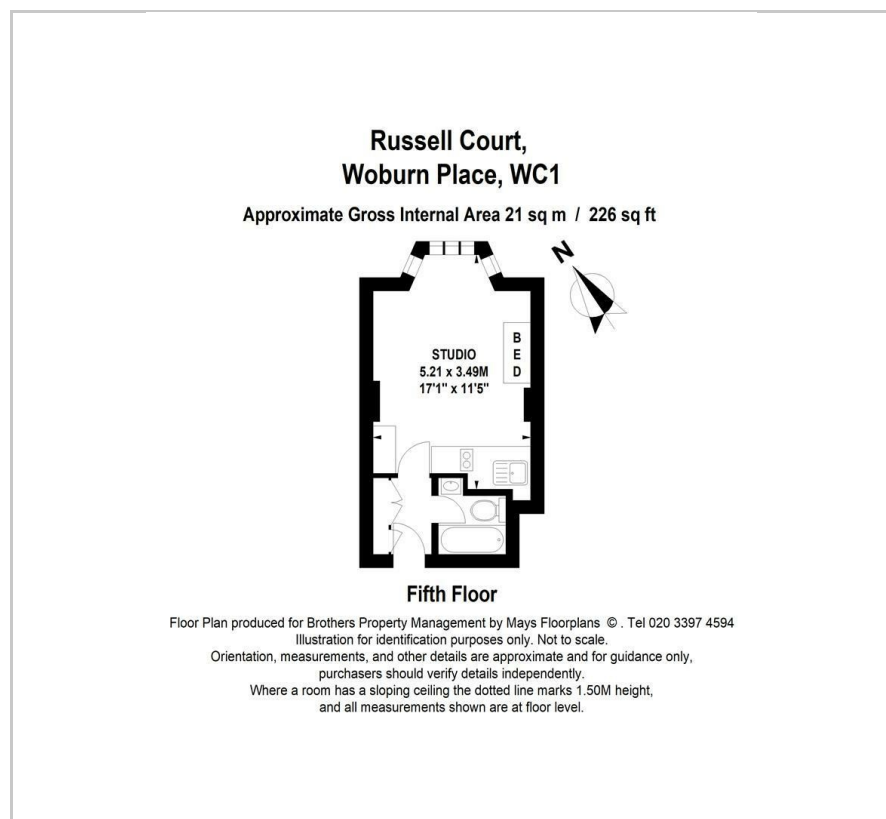 Russell Court,
Woburn Place, WC1
Approximate Gross Internal Area 21 sq m / 226 sq ft
N
B
E
D
STUDIO
5.21 x 3.49M
17'1" x 11'5"
Fifth Floor
Floor Plan produced for Brothers Property Management by Mays Floorplans © . Tel 020 3397 4594
Illustration for identification purposes only. Not to scale.
Orientation, measurements, and other details are approximate and for guidance only,
purchasers should verify details independently.
Where a room has a sloping ceiling the dotted line marks 1.50M height,
and all measurements shown are at floor level.